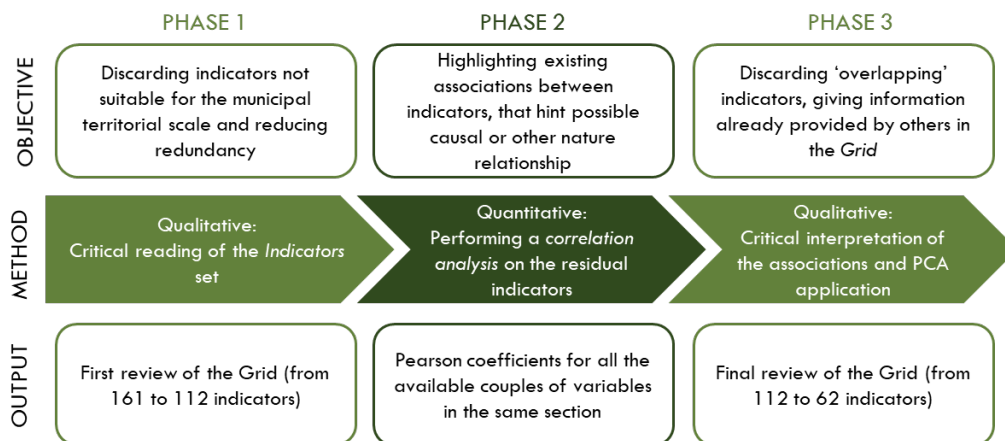 PHASE 1
PHASE 2
PHASE 3
OBJECTIVE
Discarding indicators not
suitable for the municipal
territorial scale and reducing
redundancy
Highlighting existing
associations between
indicators, that hint possible
causal or other nature
relationship
Discarding ‘overlapping’
indicators, giving information
already provided by others in
the Grid
METHOD
Qualitative:
Critical reading of the Indicators
set
Quantitative:
Performing a correlation
analysis on the residual
indicators
Qualitative:
Critical interpretation of
the associations and PCA
application
OUTPUT
First review of the Grid (from
161 to 112 indicators)
Pearson coefficients for all the
available couples of variables
in the same section
Final review of the Grid (from
112 to 62 indicators)